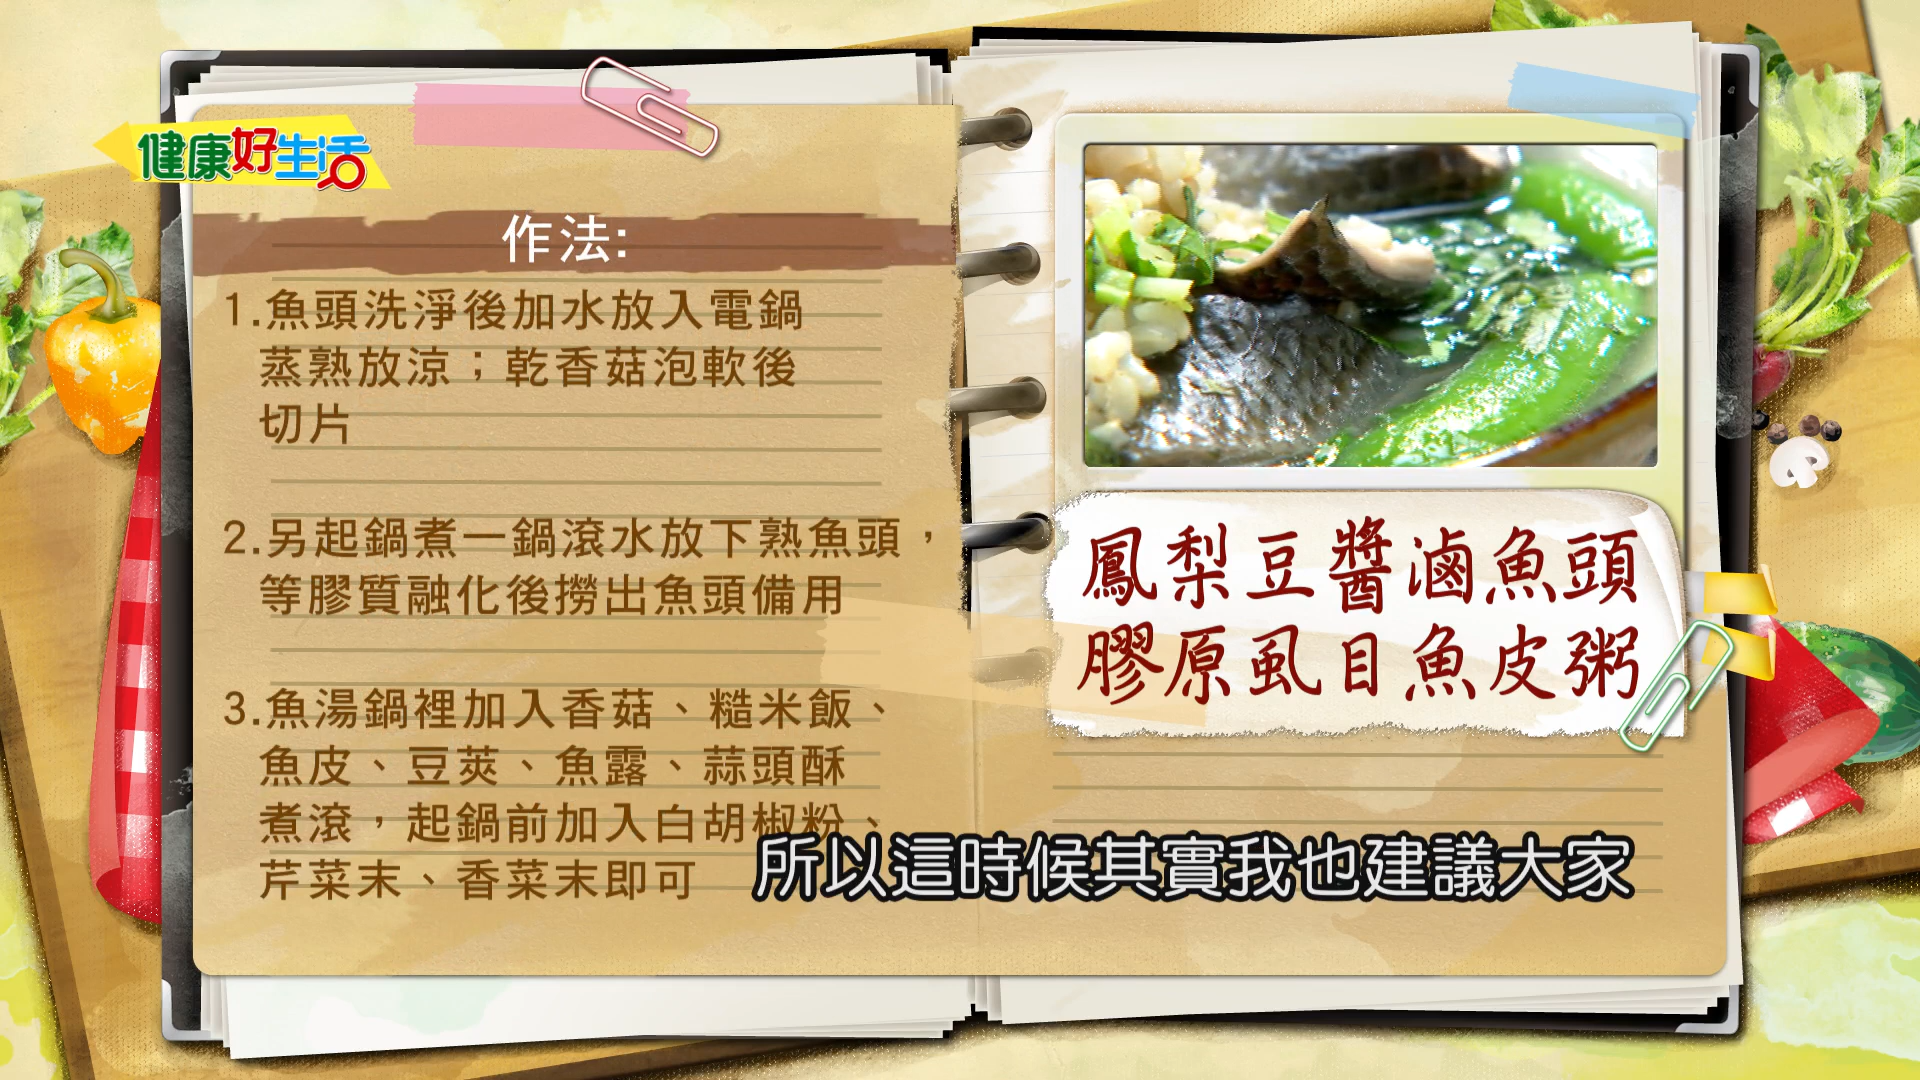 健康好生活
作法:
1.魚頭洗淨後加水放入電鍋
蒸熟放涼；乾香菇泡軟後
切片
2.另起鍋煮一鍋滾水放下熟魚頭，
等膠質融化後撈出魚頭備用
3.魚湯鍋裡加入香菇、糙米飯、
魚皮、豆莢、魚露、蒜頭酥
煮滾，起鍋前加入白胡椒粉、
芹菜末、香菜末即可
鳳梨豆醬滷魚頭
膠原虱目魚皮粥
所以這時候其實我也建議大家